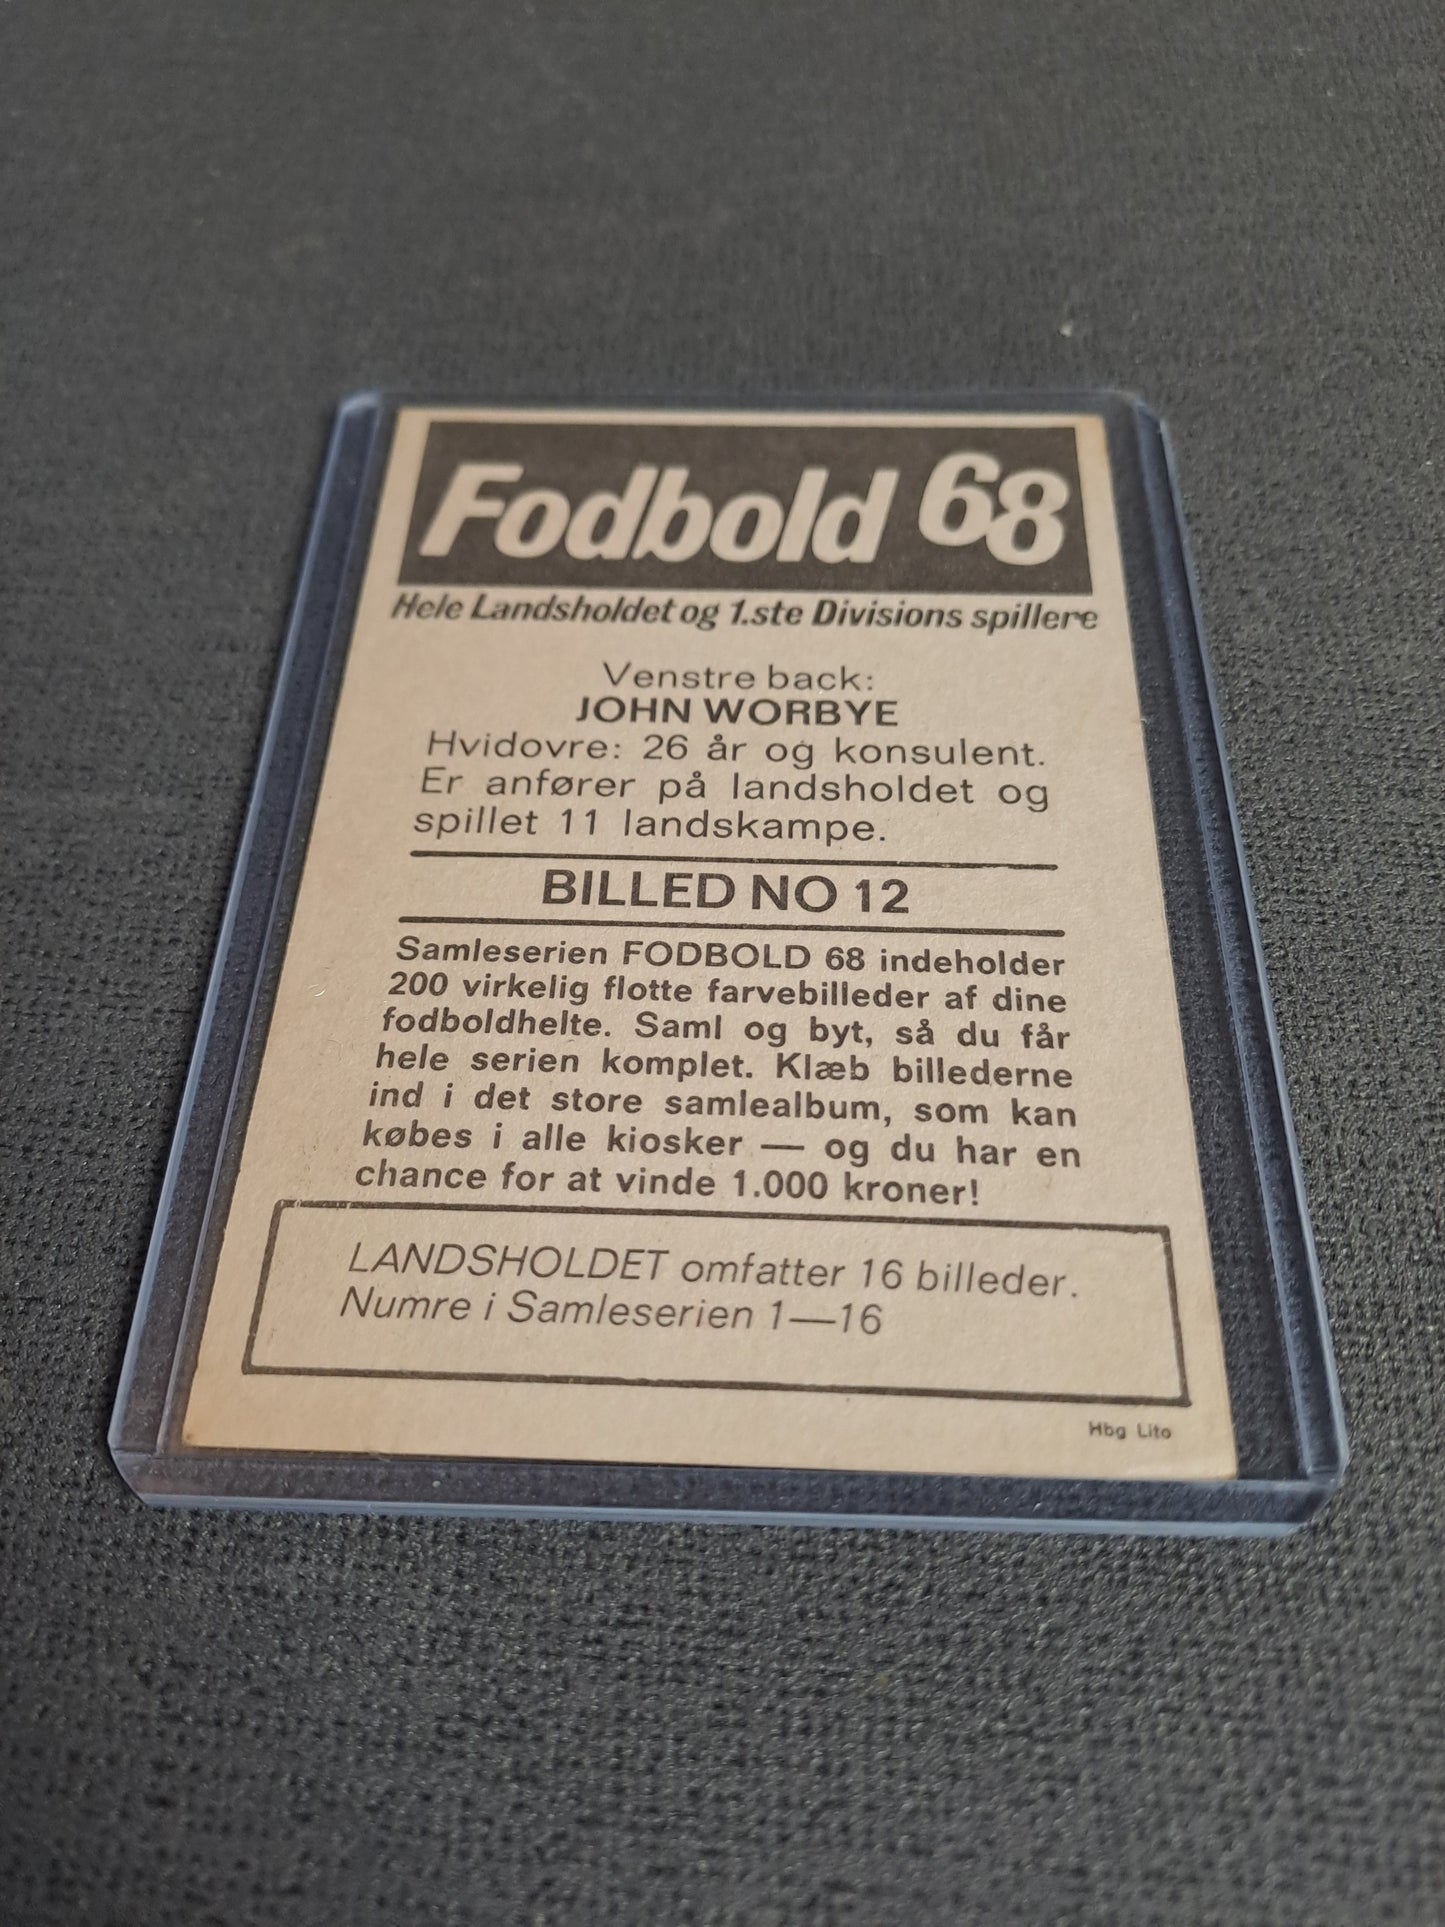 Fodbold 68
Hele Landsholdet og 1.ste Divisions spillere
Venstre back:
JOHN WORBYE
Hvidovre: 26 år og konsulent.
Er anfører på landsholdet og
spillet 11 landskampe.
BILLED NO 12
Samleserien FODBOLD 68 indeholder
200 virkelig flotte farvebilleder af dine
fodboldhelte. Saml og byt, så du får
hele serien komplet. Klæb billederne
ind i det store samlealbum, som kan
købes i alle kiosker — og du har en
chance for at vinde 1.000 kroner!
LANDSHOLDET omfatter 16 billeder.
Numre i Samleserien 1—16
Hbg Lito